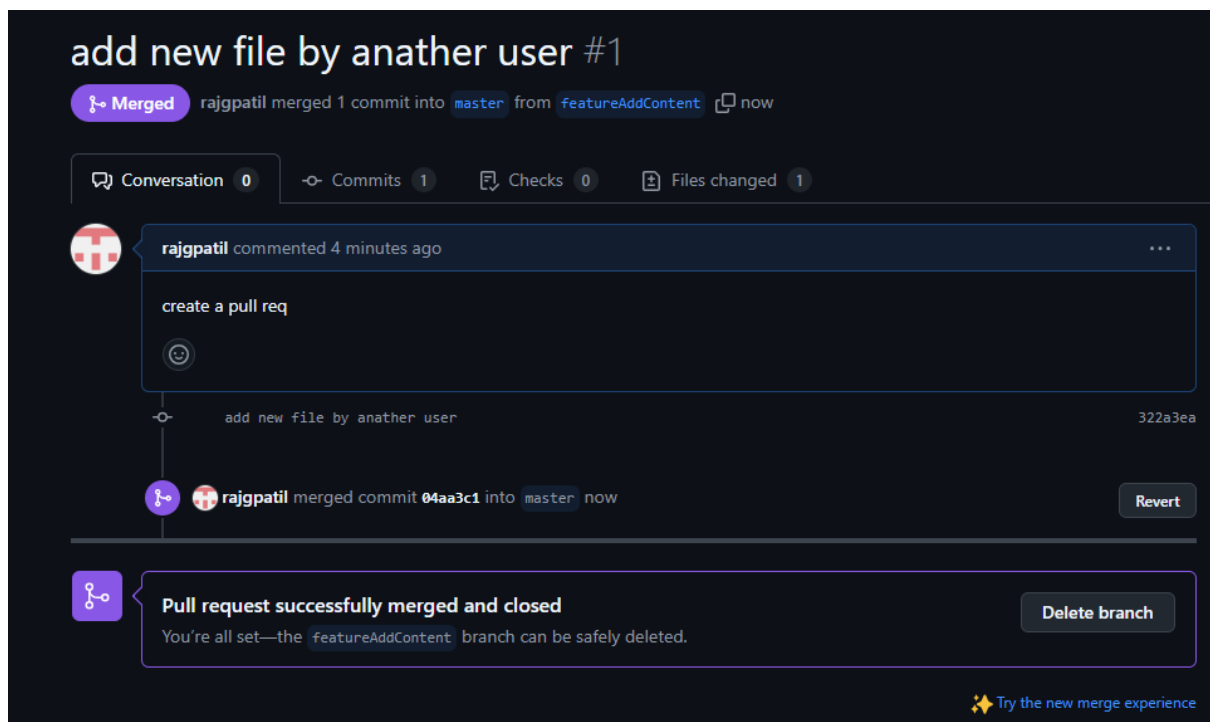 add new file by anather user #1
Merged rajgpatil merged 1 commit into master from featureAddContent now
Conversation 0 Commits 1 Checks 0 Files changed 1
rajgpatil commented 4 minutes ago ...
create a pull req
add new file by anather user 322a3ea
rajgpatil merged commit 04aa3c1 into master now Revert
Pull request successfully merged and closed
Delete branch
You're all set—the featureAddContent branch can be safely deleted.
Try the new merge experience